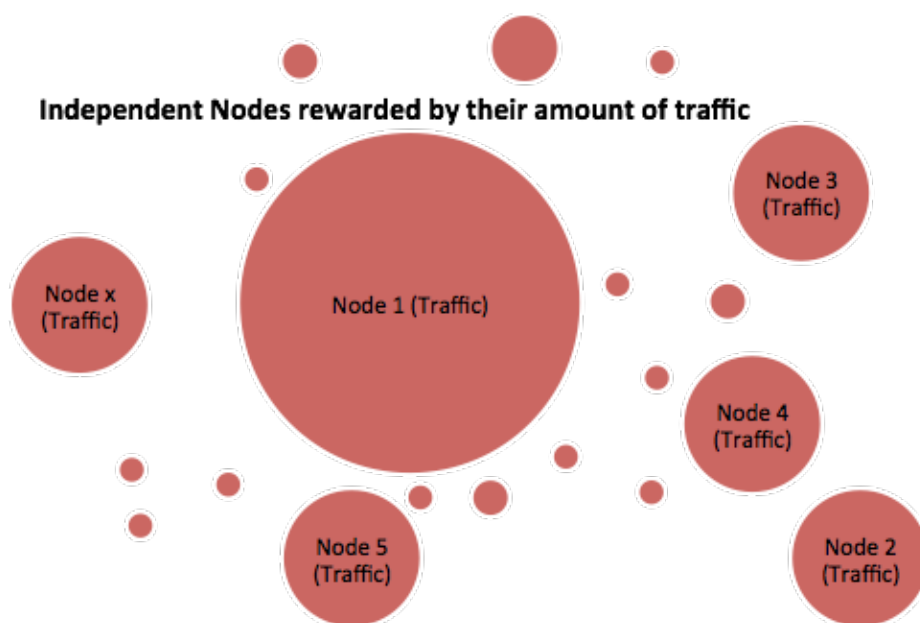 Independent Nodes rewarded by their amount of traffic
Node 3
(Traffic)
Node x
(Traffic)
Node 1 (Traffic)
Node 4
(Traffic)
Node 5
(Traffic)
Node 2
(Traffic)